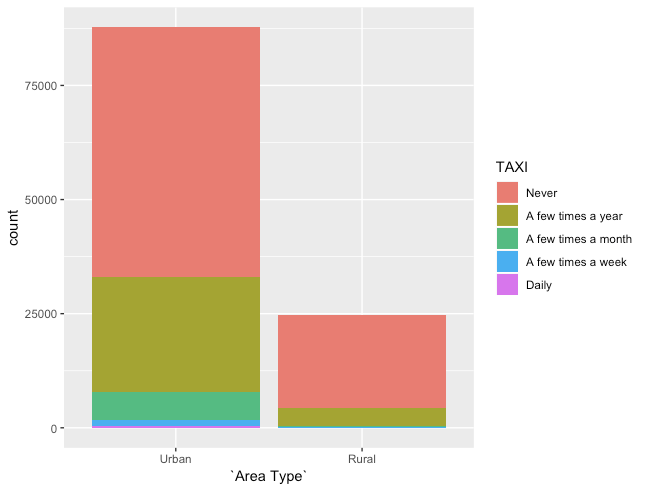 75000
50000
25000
0
count
Urban
Rural
`Area Type`
TAXI
Never
A few times a year
A few times a month
A few times a week
Daily